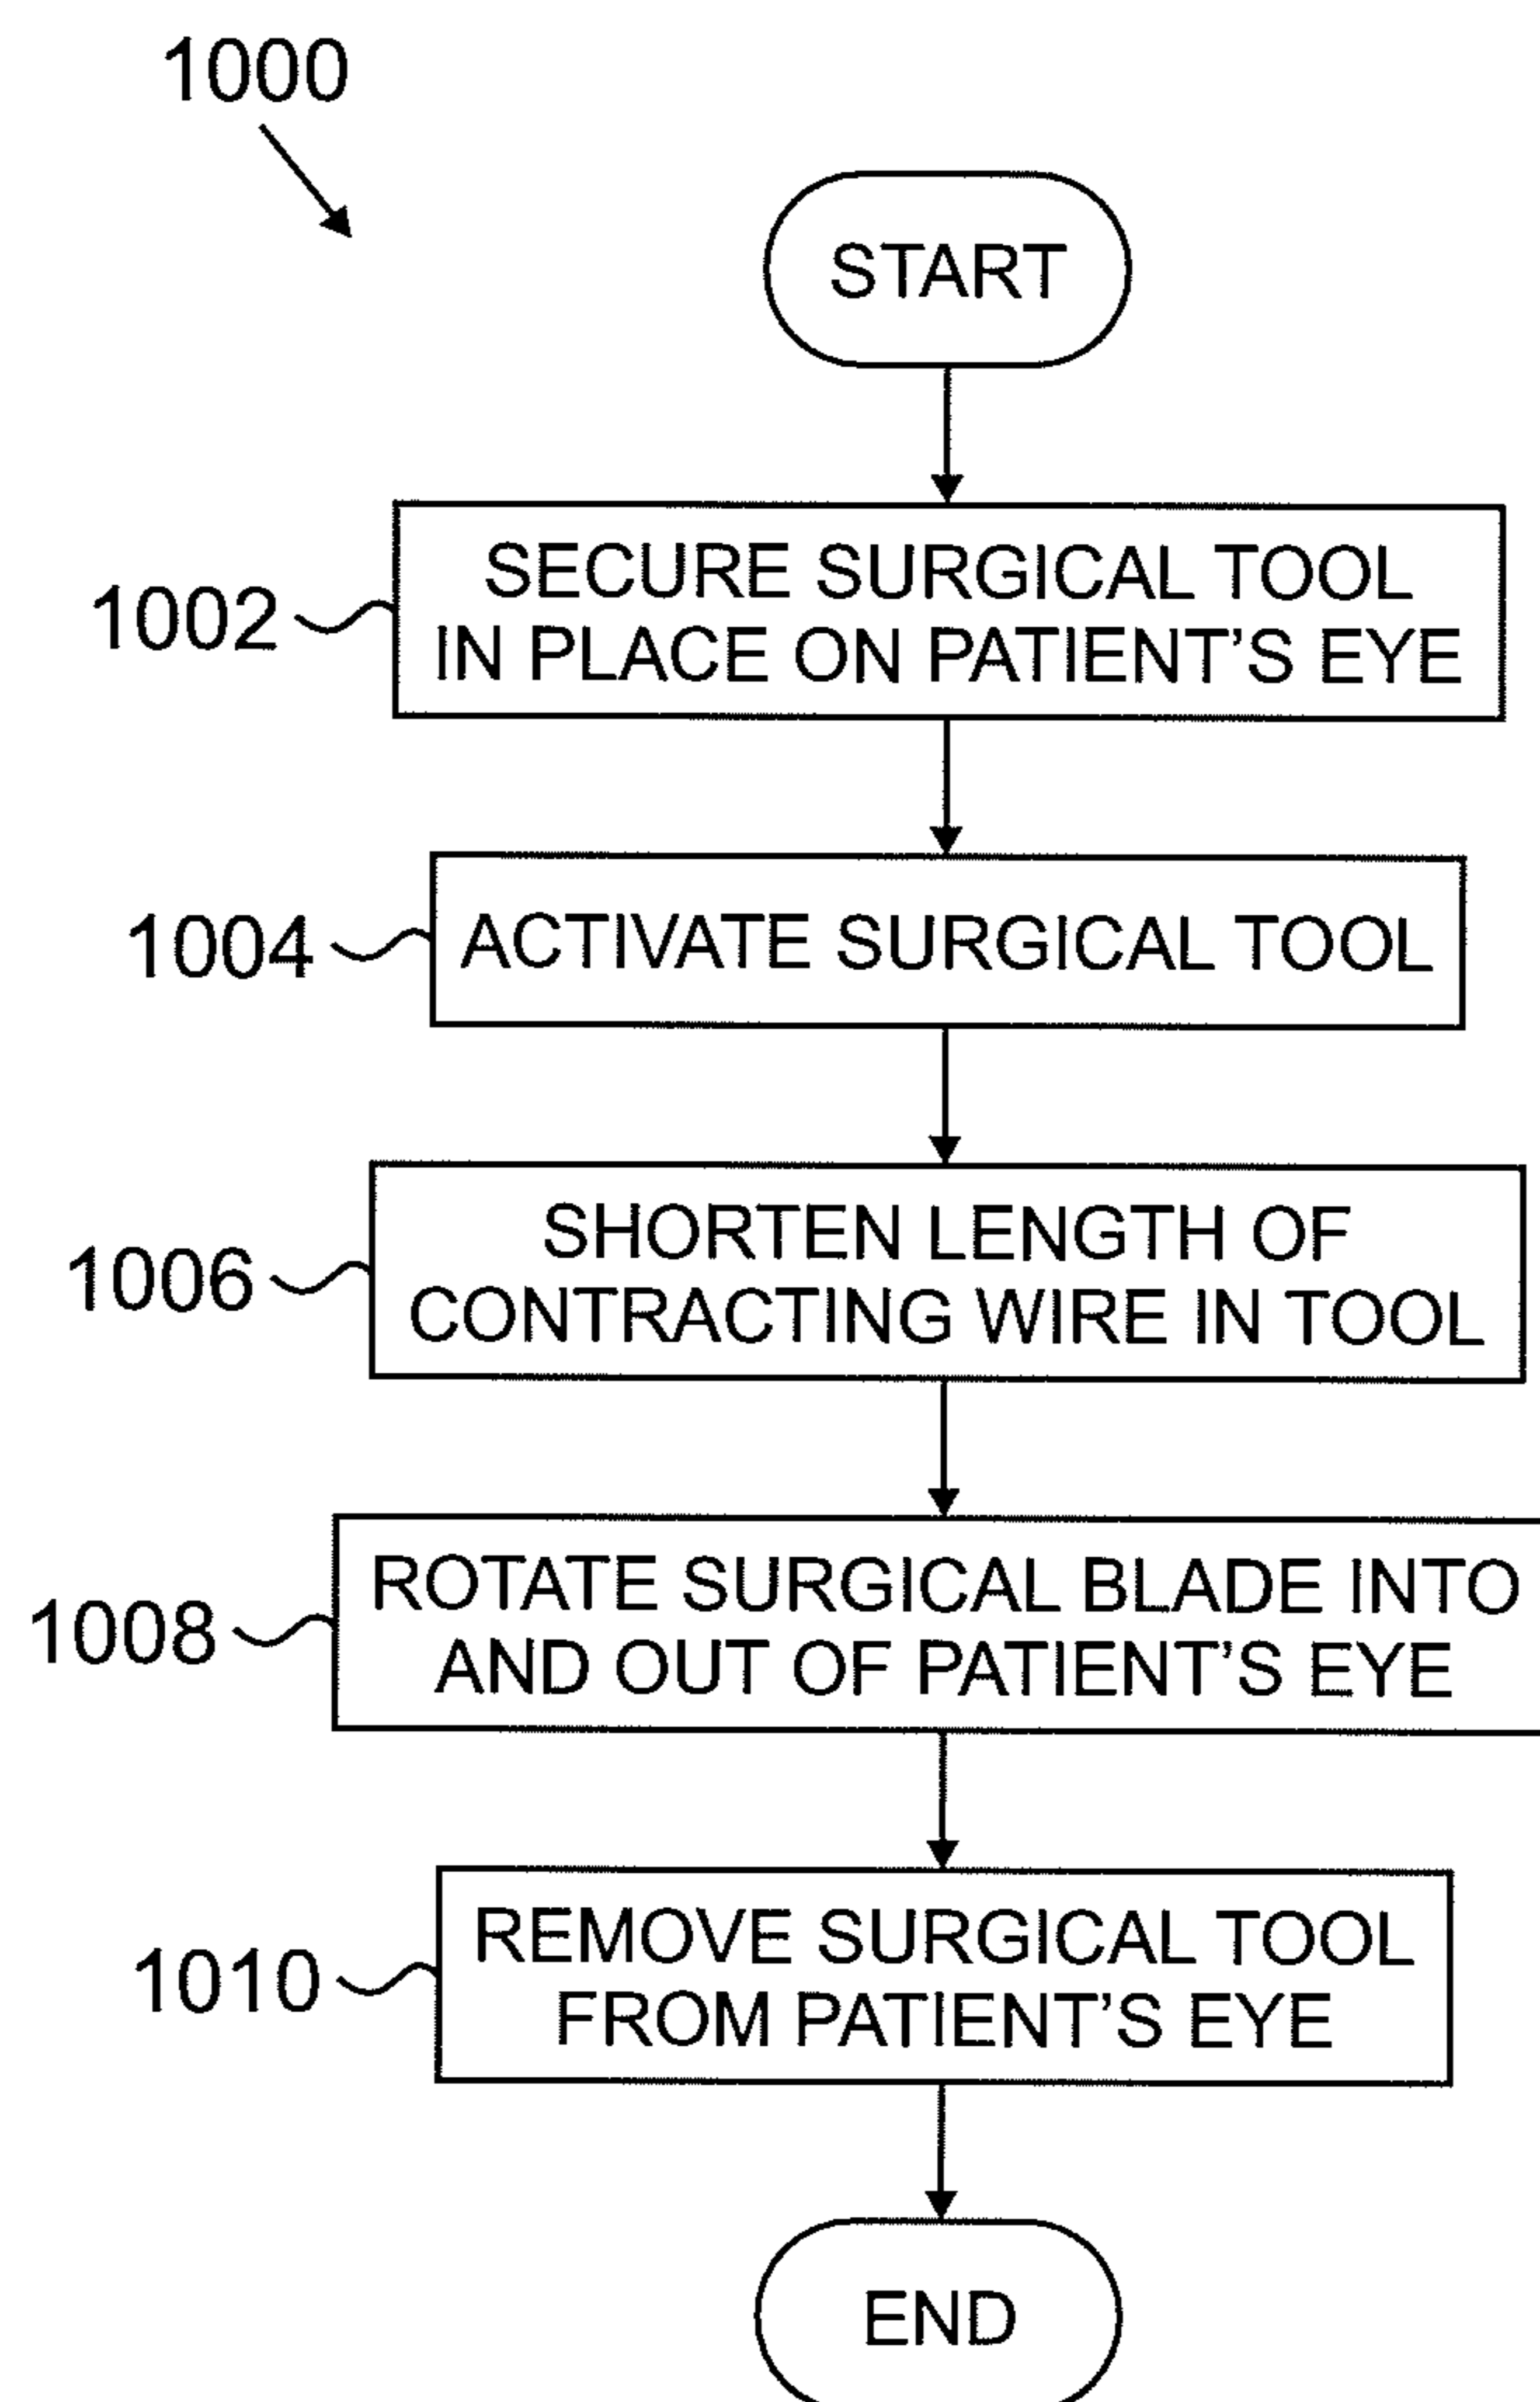 1000
START
1002
SECURE SURGICAL TOOL
IN PLACE ON PATIENT'S EYE
1004
ACTIVATE SURGICAL TOOL
1006
SHORTEN LENGTH OF
CONTRACTING WIRE IN TOOL
1008
ROTATE SURGICAL BLADE INTO
AND OUT OF PATIENT'S EYE
1010
REMOVE SURGICAL TOOL
FROM PATIENT'S EYE
END